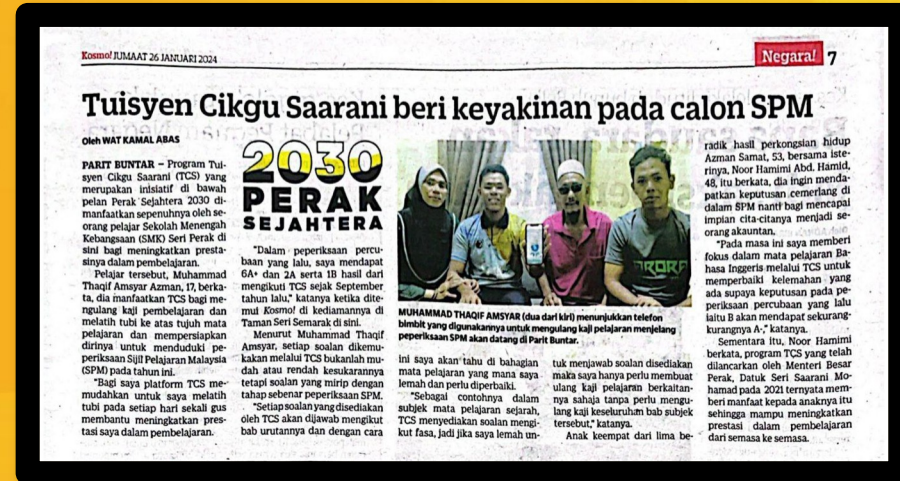 Kosmo! JUMAAT 26 JANUARI 2024
Negara! 7
Tuisyen Cikgu Saarani beri keyakinan pada calon SPM
Oleh WAT KAMAL ABAS
PARIT BUNTAR – Program Tui-
syen Cikgu Saarani (TCS) yang
merupakan inisiatif di bawah
pelan Perak Sejahtera 2030 di-
manfaatkan sepenuhnya oleh se-
orang pelajar Sekolah Menengah
Kebangsaan (SMK) Seri Perak di
sini bagi meningkatkan presta-
sinya dalam pembelajaran.
Pelajar tersebut, Muhammad
Thaqif Amsyar Azman, 17, berka-
ta, dia manfaatkan TCS bagi me-
ngulang kaji pembelajaran dan
melatih tubi ke atas tujuh mata
pelajaran dan mempersiapkan
dirinya untuk menduduki pe-
periksaan Sijil Pelajaran Malaysia
(SPM) pada tahun ini.
"Bagi saya platform TCS me-
mudahkan untuk saya melatih
tubi pada setiap hari sekali gus
membantu meningkatkan pres-
tasi saya dalam pembelajaran.
2030
PERAK
SEJAHTERA
"Dalam peperiksaan percu-
baan yang lalu, saya mendapat
6A+ dan 2A serta 1B hasil dari
mengikuti TCS sejak September
tahun lalu," katanya ketika dite-
mui Kosmo! di kediamannya di
Taman Seri Semarak di sini.
Menurut Muhammad Thaqif
Amsyar, setiap soalan dikemu-
kakan melalui TCS bukanlah mu-
dah atau rendah kesukarannya
tetapi soalan yang mirip dengan
tahap sebenar peperiksaan SPM.
"Setiap soalan yang disediakan
oleh TCS akan dijawab mengikut
bab urutannya dan dengan cara
MUHAMMAD THAQIF AMSYAR (dua dari kiri) menunjukkan telefon
bimbit yang digunakannya untuk mengulang kaji pelajaran menjelang
peperiksaan SPM akan datang di Parit Buntar.
ini saya akan tahu di bahagian
mata pelajaran yang mana saya
lemah dan perlu diperbaiki.
"Sebagai contohnya dalam
subjek mata pelajaran sejarah,
TCS menyediakan soalan mengi-
kut fasa, jadi jika saya lemah un-
tuk menjawab soalan disediakan
maka saya hanya perlu membuat
ulang kaji pelajaran berkaitan-
nya sahaja tanpa perlu mengu-
lang kaji keseluruhan bab subjek
tersebut," katanya.
Anak keempat dari lima be-
radik hasil perkongsian hidup
Azman Samat, 53, bersama iste-
rinya, Noor Hamimi Abd. Hamid,
48, itu berkata, dia ingin menda-
patkan keputusan cemerlang di
dalam SPM nanti bagi mencapai
impian cita-citanya menjadi se-
orang akauntan.
"Pada masa ini saya memberi
fokus dalam mata pelajaran Ba-
hasa Inggeris melalui TCS untuk
memperbaiki kelemahan yang
ada supaya keputusan pada pe-
periksaan percubaan yang lalu
iaitu B akan mendapat sekurang-
kurangnya A-," katanya.
Sementara itu, Noor Hamimi
berkata, program TCS yang telah
dilancarkan oleh Menteri Besar
Perak, Datuk Seri Saarani Mo-
hamad pada 2021 ternyata mem-
beri manfaat kepada anaknya itu
sehingga mampu meningkatkan
prestasi dalam pembelajaran
dari semasa ke semasa.